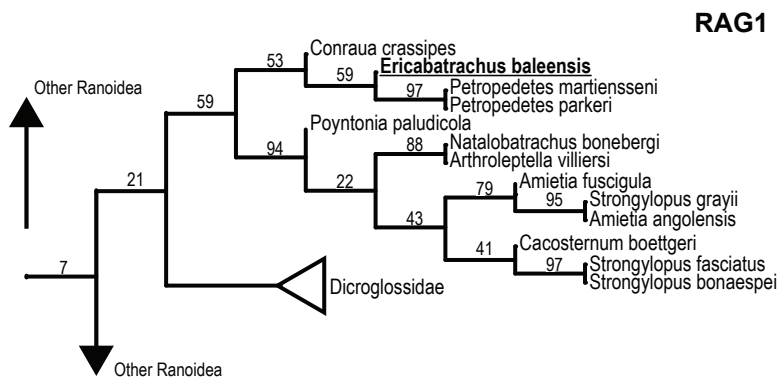 RAG1
Conraua crassipes
53
Ericabatrachus baleensis
59
Other Ranoidea
97
Petropedetes martiensseni
Petropedetes parkeri
59
Poyntonia paludicola
88
Natalobatrachus bonebergi
94
Arthroleptella villiersi
21
22
79
Amietia fuscigula
95
Strongylopus grayii
Amietia angolensis
43
Cacosternum boettgeri
41
97
Strongylopus fasciatus
7
Strongylopus bonaespei
Dicroglossidae
Other Ranoidea